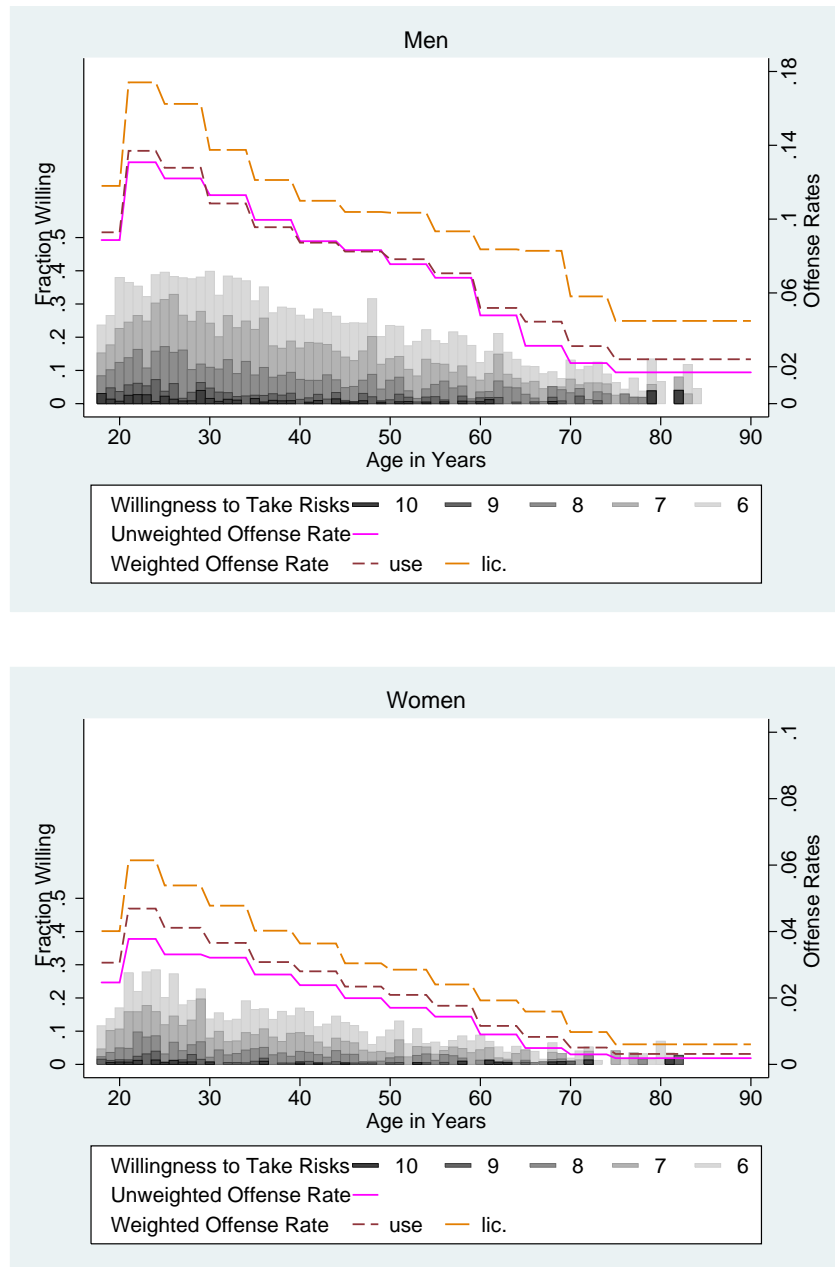 Men
Fraction Willing
0 .1 .2 .3 .4 .5
Offense Rates
0 .02 .06 .1 .14 .18
20 30 40 50 60 70 80 90
Age in Years
Willingness to Take Risks 10 9 8 7 6
Unweighted Offense Rate
Weighted Offense Rate use lic.
Women
Fraction Willing
0 .1 .2 .3 .4 .5
Offense Rates
0 .02 .04 .06 .08 .1
20 30 40 50 60 70 80 90
Age in Years
Willingness to Take Risks 10 9 8 7 6
Unweighted Offense Rate
Weighted Offense Rate use lic.